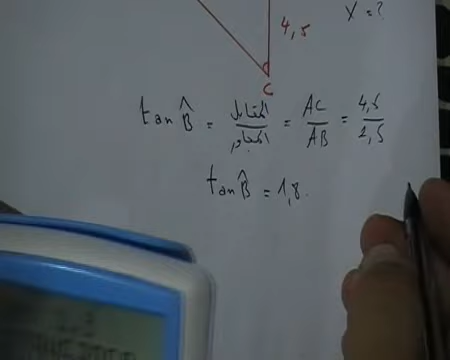 4,5
X = ?
C
tan B̂ = المقابل / المجاور = AC / AB = 4,5 / 2,5
tan B̂ = 1,8.